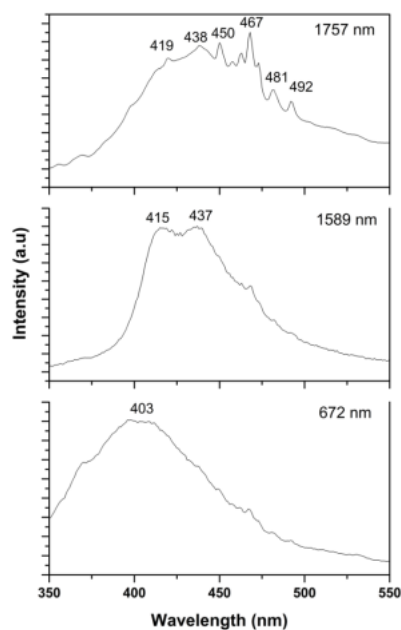 1757 nm
419 438 450 467 481 492
1589 nm
415 437
672 nm
403
Intensity (a.u)
350 400 450 500 550
Wavelength (nm)